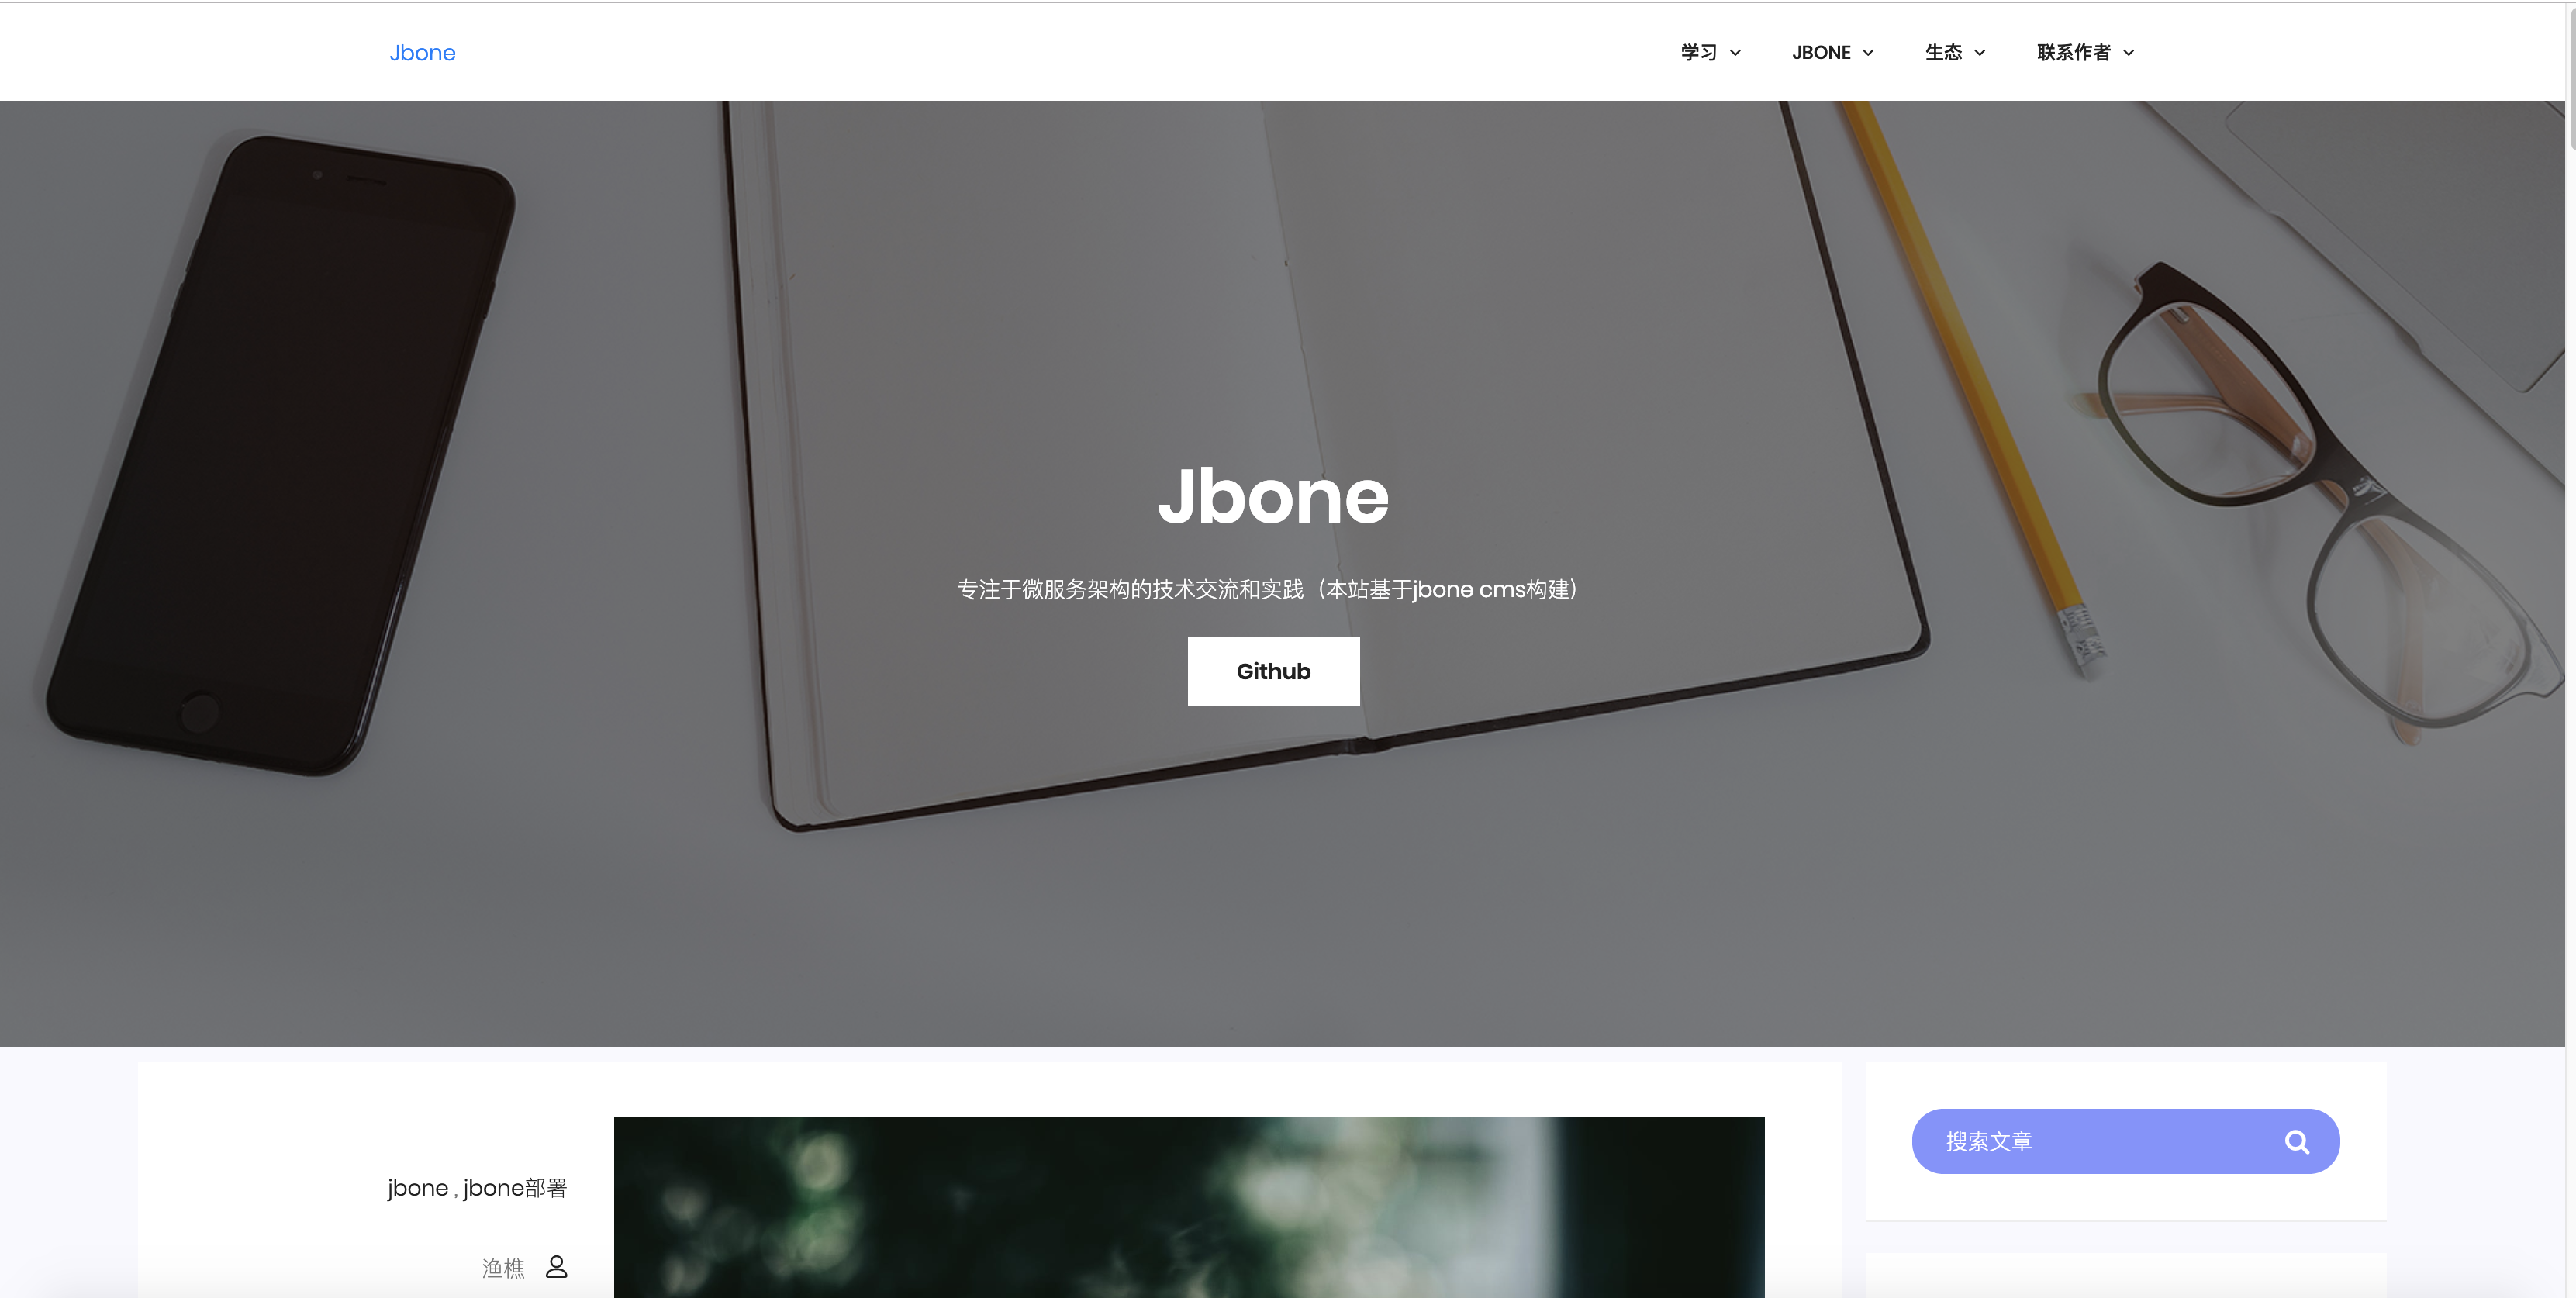 Jbone
学习 JBONE 生态 联系作者
Jbone
专注于微服务架构的技术交流和实践（本站基于jbone cms构建）
Github
搜索文章
jbone , jbone部署
渔樵